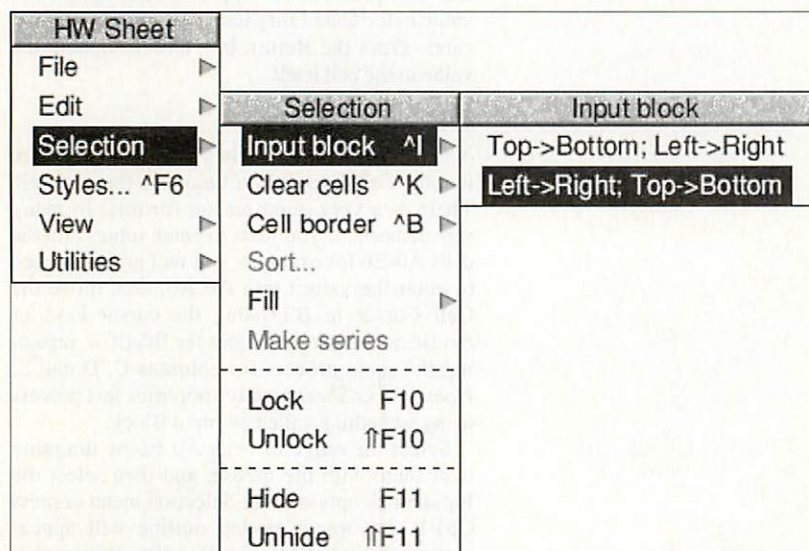 HW Sheet
File
Edit
Selection
Styles.. ^F6
View
Utilities
Selection
Input block ^I
Clear cells ^K
Cell border ^B
Sort...
Fill
Make series
Lock F10
Unlock ⇑F10
Hide F11
Unhide ⇑F11
Input block
Top->Bottom; Left->Right
Left->Right; Top->Bottom